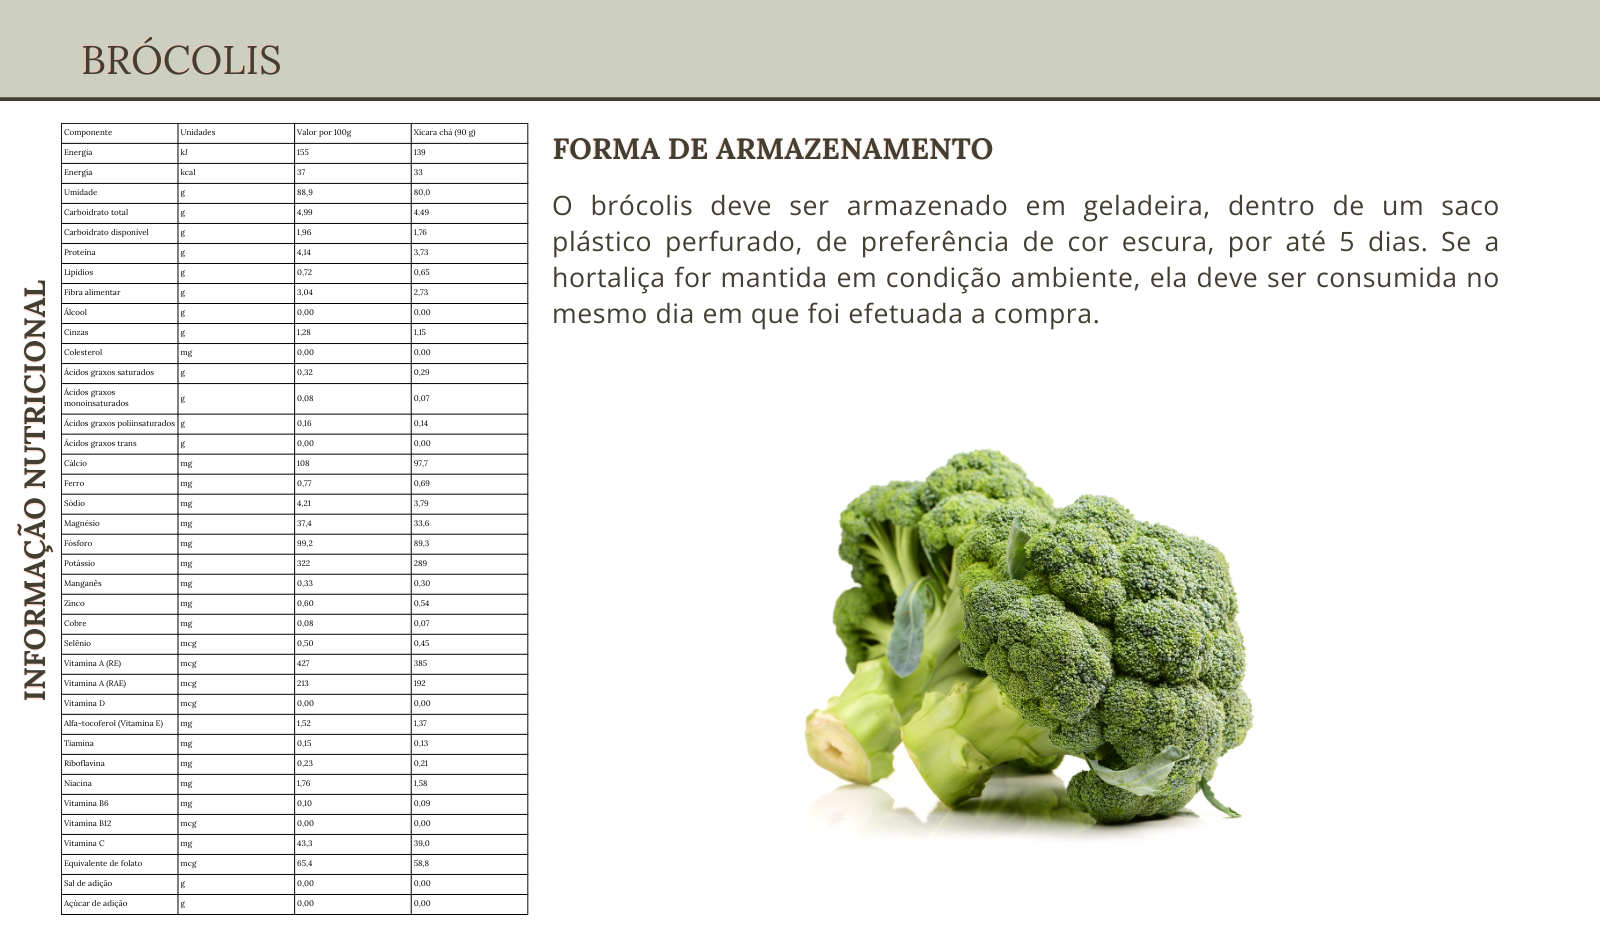 BRÓCOLIS
INFORMAÇÃO NUTRICIONAL
Componente Unidades Valor por 100g Xícara chá (90 g)
Energia kJ 155 139
Energia kcal 37 33
Umidade g 88,9 80,0
Carboidrato total g 4,99 4,49
Carboidrato disponível g 1,96 1,76
Proteína g 4,14 3,73
Lipídios g 0,72 0,65
Fibra alimentar g 3,04 2,73
Álcool g 0,00 0,00
Cinzas g 1,28 1,15
Colesterol mg 0,00 0,00
Ácidos graxos saturados g 0,32 0,29
Ácidos graxos
monoinsaturados g 0,08 0,07
Ácidos graxos poliinsaturados g 0,16 0,14
Ácidos graxos trans g 0,00 0,00
Cálcio mg 108 97,7
Ferro mg 0,77 0,69
Sódio mg 4,21 3,79
Magnésio mg 37,4 33,6
Fósforo mg 99,2 89,3
Potássio mg 322 289
Manganês mg 0,33 0,30
Zinco mg 0,60 0,54
Cobre mg 0,08 0,07
Selênio mcg 0,50 0,45
Vitamina A (RE) mcg 427 385
Vitamina A (RAE) mcg 213 192
Vitamina D mcg 0,00 0,00
Alfa-tocoferol (Vitamina E) mg 1,52 1,37
Tiamina mg 0,15 0,13
Riboflavina mg 0,23 0,21
Niacina mg 1,76 1,58
Vitamina B6 mg 0,10 0,09
Vitamina B12 mcg 0,00 0,00
Vitamina C mg 43,3 39,0
Equivalente de folato mcg 65,4 58,8
Sal de adição g 0,00 0,00
Açúcar de adição g 0,00 0,00
FORMA DE ARMAZENAMENTO
O brócolis deve ser armazenado em geladeira, dentro de um saco
plástico perfurado, de preferência de cor escura, por até 5 dias. Se a
hortaliça for mantida em condição ambiente, ela deve ser consumida no
mesmo dia em que foi efetuada a compra.